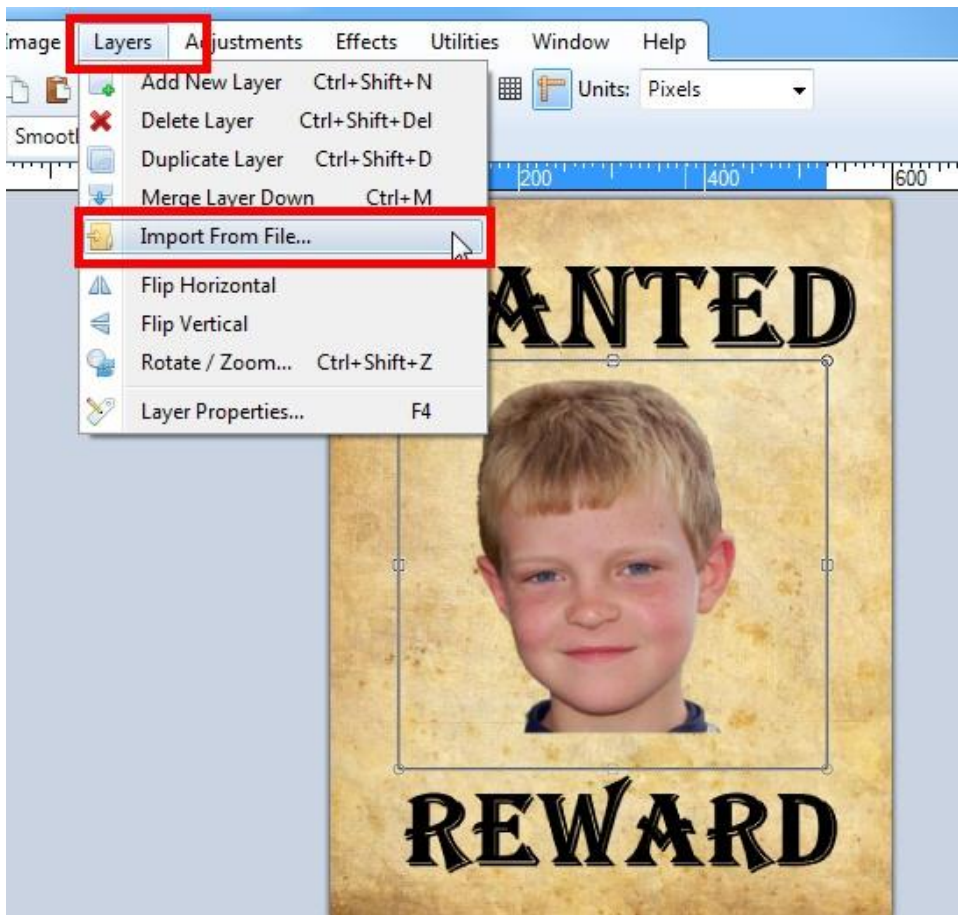 Image Layers Adjustments Effects Utilities Window Help
Add New Layer Ctrl+Shift+N
Units: Pixels
Delete Layer Ctrl+Shift+Del
Duplicate Layer Ctrl+Shift+D
200 400 600
Merge Layer Down Ctrl+M
Import From File...
Flip Horizontal
ANTED
Flip Vertical
Rotate / Zoom... Ctrl+Shift+Z
Layer Properties... F4
REWARD